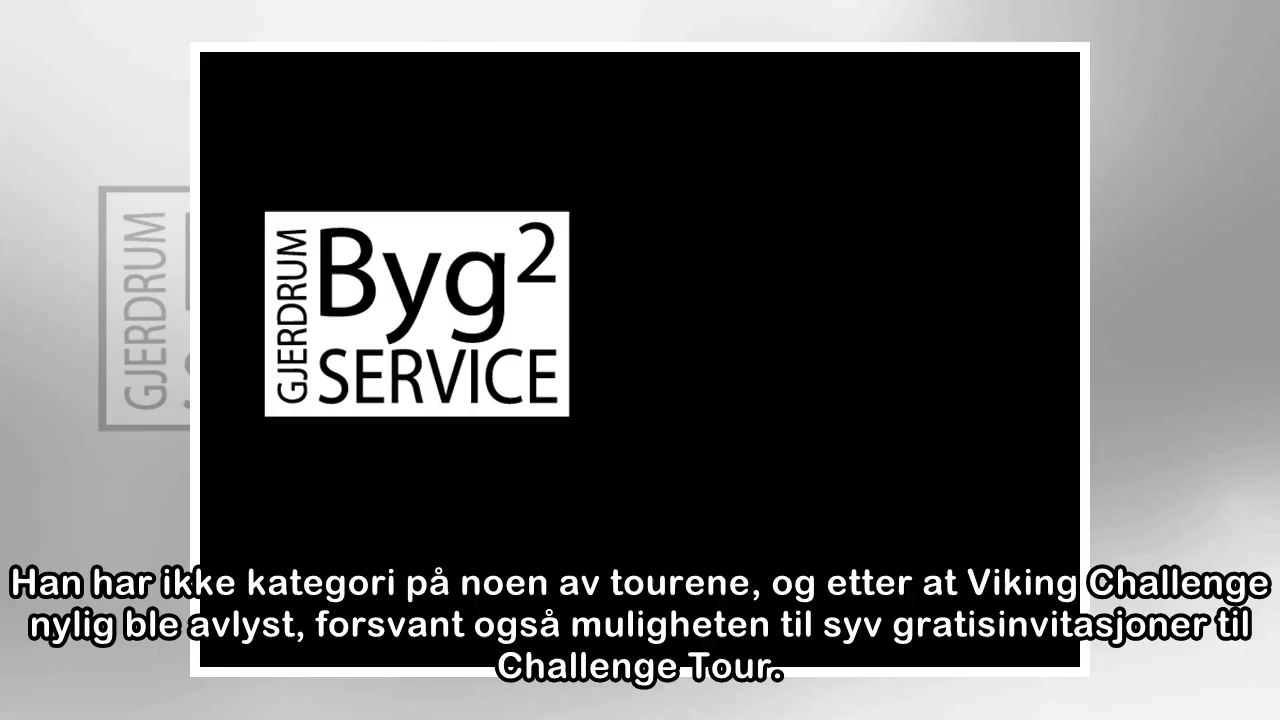 GJERDRUM
Byg²
SERVICE
GJERDRUM
Han har ikke kategori på noen av tourene, og etter at Viking Challenge
nylig ble avlyst, forsvant også muligheten til syv gratisinvitasjoner til
Challenge Tour.